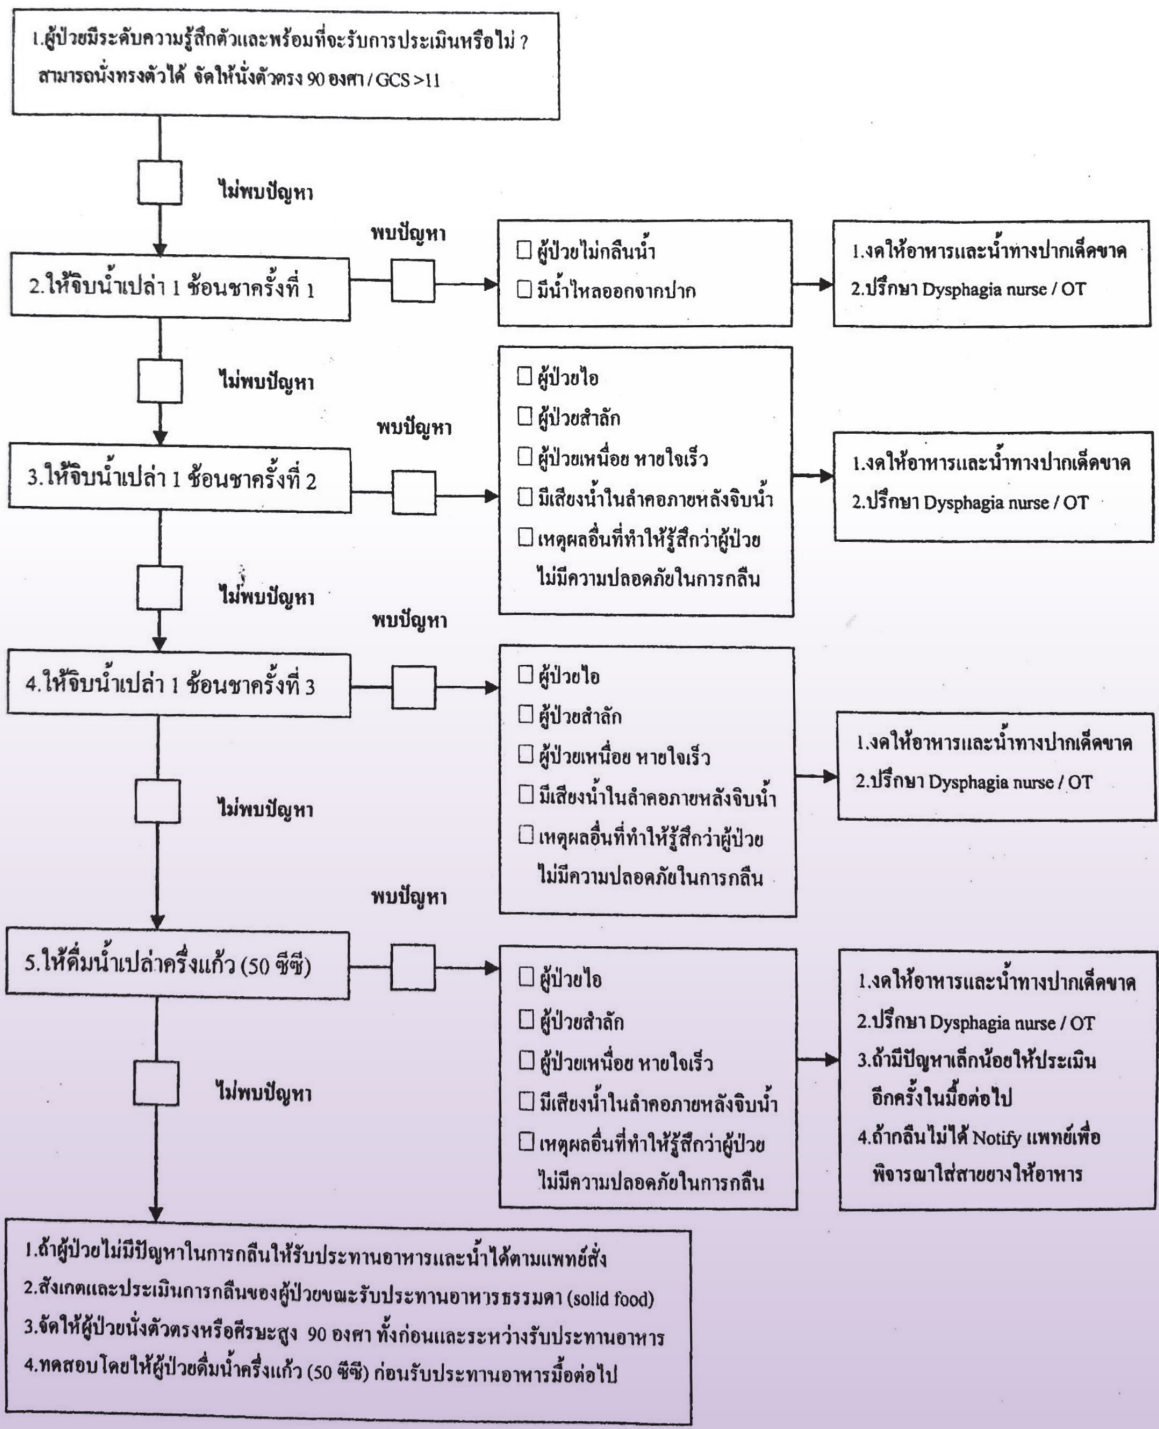 1.ผู้ป่วยมีระดับความรู้สึกตัวและพร้อมที่จะรับการประเมินหรือไม่ ?
สามารถนั่งทรงตัวได้ จัดให้นั่งตัวตรง 90 องศา / GCS >11
ไม่พบปัญหา
2.ให้จิบน้ำเปล่า 1 ช้อนชาครั้งที่ 1
พบปัญหา
ผู้ป่วยไม่กลืนน้ำ
มีน้ำไหลออกจากปาก
1.งดให้อาหารและน้ำทางปากเด็ดขาด
2.ปรึกษา Dysphagia nurse / OT
ไม่พบปัญหา
3.ให้จิบน้ำเปล่า 1 ช้อนชาครั้งที่ 2
พบปัญหา
ผู้ป่วยไอ
ผู้ป่วยสำลัก
ผู้ป่วยเหนื่อย หายใจเร็ว
มีเสียงน้ำในลำคอภายหลังจิบน้ำ
เหตุผลอื่นที่ทำให้รู้สึกว่าผู้ป่วย
ไม่มีความปลอดภัยในการกลืน
1.งดให้อาหารและน้ำทางปากเด็ดขาด
2.ปรึกษา Dysphagia nurse / OT
ไม่พบปัญหา
4.ให้จิบน้ำเปล่า 1 ช้อนชาครั้งที่ 3
พบปัญหา
ผู้ป่วยไอ
ผู้ป่วยสำลัก
ผู้ป่วยเหนื่อย หายใจเร็ว
มีเสียงน้ำในลำคอภายหลังจิบน้ำ
เหตุผลอื่นที่ทำให้รู้สึกว่าผู้ป่วย
ไม่มีความปลอดภัยในการกลืน
1.งดให้อาหารและน้ำทางปากเด็ดขาด
2.ปรึกษา Dysphagia nurse / OT
ไม่พบปัญหา
5.ให้ดื่มน้ำเปล่าครึ่งแก้ว (50 ซีซี)
พบปัญหา
ผู้ป่วยไอ
ผู้ป่วยสำลัก
ผู้ป่วยเหนื่อย หายใจเร็ว
มีเสียงน้ำในลำคอภายหลังจิบน้ำ
เหตุผลอื่นที่ทำให้รู้สึกว่าผู้ป่วย
ไม่มีความปลอดภัยในการกลืน
1.งดให้อาหารและน้ำทางปากเด็ดขาด
2.ปรึกษา Dysphagia nurse / OT
3.ถ้ามีปัญหาเล็กน้อยให้ประเมิน
อีกครั้งในมื้อต่อไป
4.ถ้ากลืนไม่ได้ Notify แพทย์เพื่อ
พิจารณาใส่สายยางให้อาหาร
ไม่พบปัญหา
1.ถ้าผู้ป่วยไม่มีปัญหาในการกลืนให้รับประทานอาหารและน้ำได้ตามแพทย์สั่ง
2.สังเกตและประเมินการกลืนของผู้ป่วยขณะรับประทานอาหารธรรมดา (solid food)
3.จัดให้ผู้ป่วยนั่งตัวตรงหรือศีรษะสูง 90 องศา ทั้งก่อนและระหว่างรับประทานอาหาร
4.ทดสอบโดยให้ผู้ป่วยดื่มน้ำครึ่งแก้ว (50 ซีซี) ก่อนรับประทานอาหารมื้อต่อไป